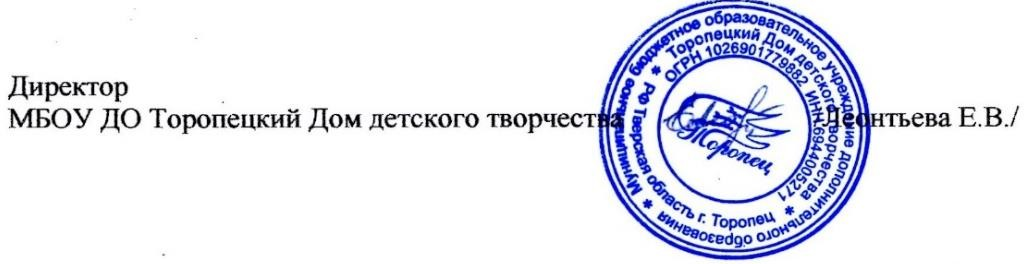 Директор
МБОУ ДО Торопецкий Дом детского творчества Леонтьева Е.В./
* Муниципальное бюджетное образовательное учреждение дополнительного образования
* Торопецкий Дом детского творчества * РФ Тверская область г. Торопец
ОГРН 1026901779882 ИНН 6944005271
Торопец